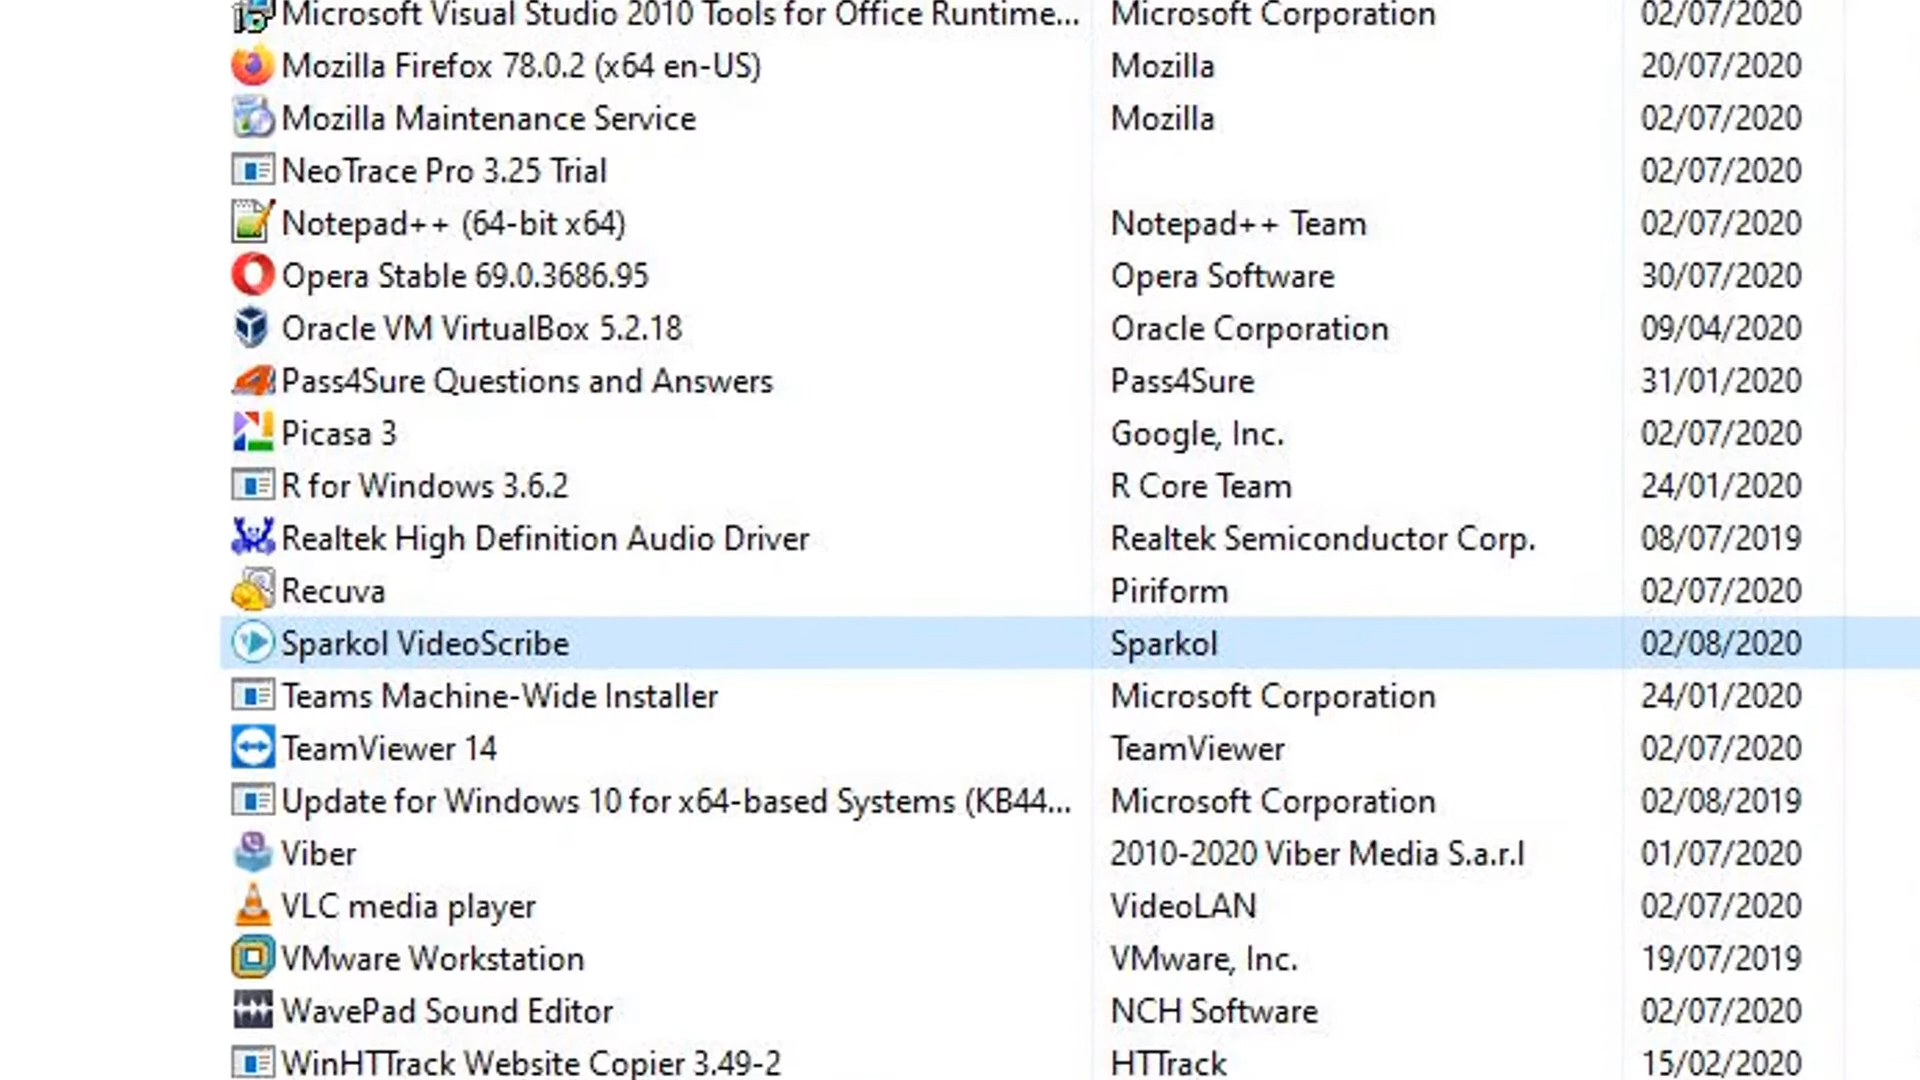 Microsoft Visual Studio 2010 Tools for Office Runtime... Microsoft Corporation 02/07/2020
Mozilla Firefox 78.0.2 (x64 en-US) Mozilla 20/07/2020
Mozilla Maintenance Service Mozilla 02/07/2020
NeoTrace Pro 3.25 Trial 02/07/2020
Notepad++ (64-bit x64) Notepad++ Team 02/07/2020
Opera Stable 69.0.3686.95 Opera Software 30/07/2020
Oracle VM VirtualBox 5.2.18 Oracle Corporation 09/04/2020
Pass4Sure Questions and Answers Pass4Sure 31/01/2020
Picasa 3 Google, Inc. 02/07/2020
R for Windows 3.6.2 R Core Team 24/01/2020
Realtek High Definition Audio Driver Realtek Semiconductor Corp. 08/07/2019
Recuva Piriform 02/07/2020
Sparkol VideoScribe Sparkol 02/08/2020
Teams Machine-Wide Installer Microsoft Corporation 24/01/2020
TeamViewer 14 TeamViewer 02/07/2020
Update for Windows 10 for x64-based Systems (KB44... Microsoft Corporation 02/08/2019
Viber 2010-2020 Viber Media S.a.r.l 01/07/2020
VLC media player VideoLAN 02/07/2020
VMware Workstation VMware, Inc. 19/07/2019
WavePad Sound Editor NCH Software 02/07/2020
WinHTTrack Website Copier 3.49-2 HTTrack 15/02/2020